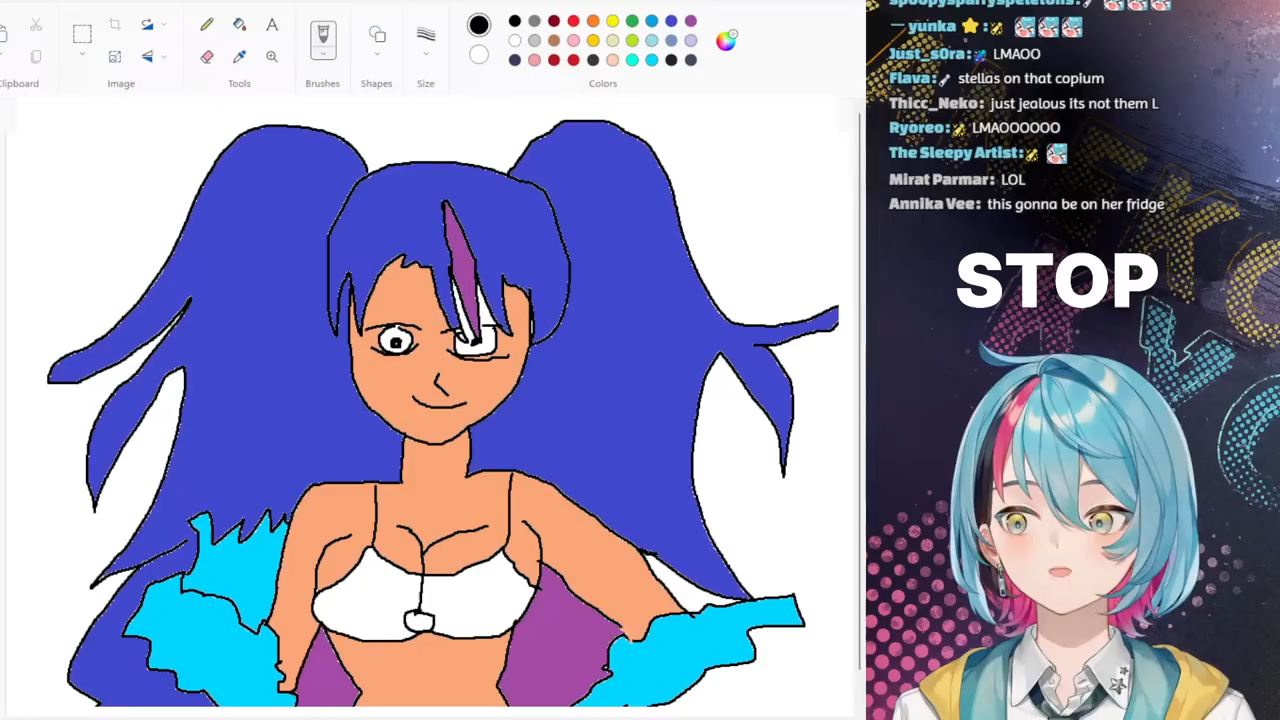 Clipboard
Image
Tools
Brushes
Shapes
Size
Colors
A
yunka
Just_s0ra: LMAOO
Flava: stellas on that copium
Thicc_Neko: just jealous its not them L
Ryoreo: LMAOOOOOO
The Sleepy Artist:
Mirat Parmar: LOL
Annika Vee: this gonna be on her fridge
STOP